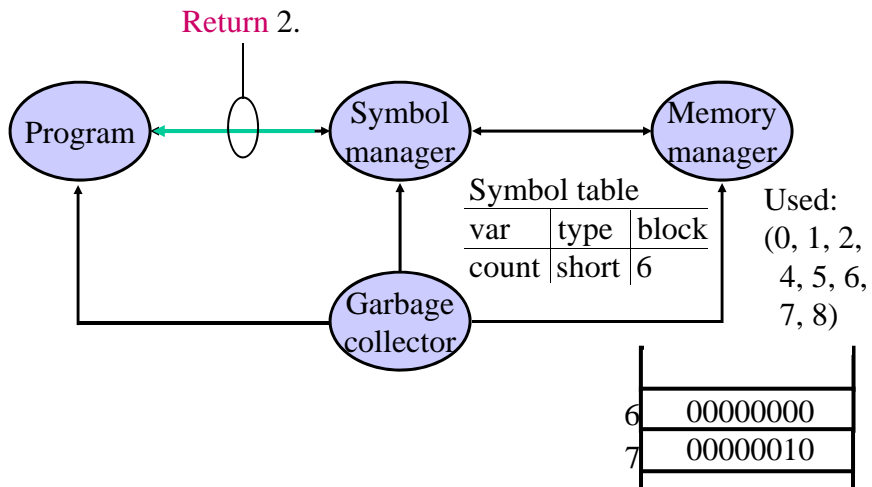 Return 2.
Program
Symbol
manager
Memory
manager
Symbol table
var type block
count short 6
Used:
(0, 1, 2,
4, 5, 6,
7, 8)
Garbage
collector
6 00000000
7 00000010